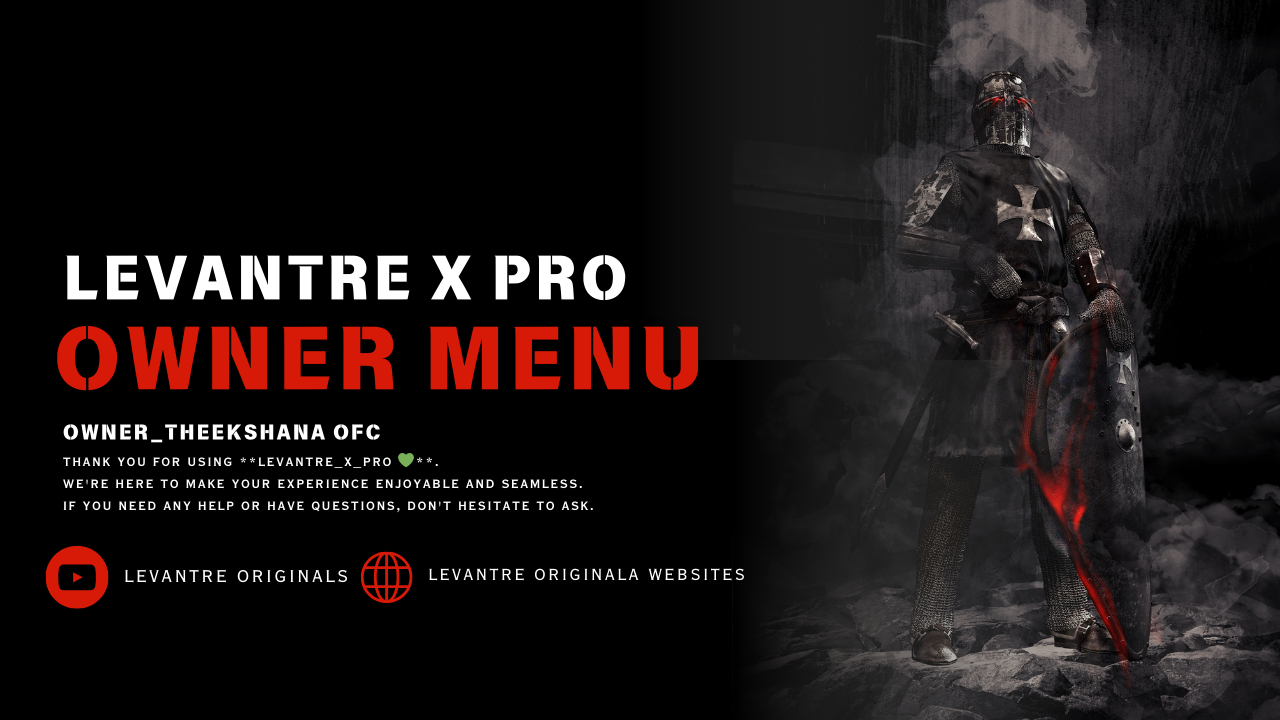 LEVANTRE X PRO
OWNER MENU
OWNER_THEEKSHANA OFC
THANK YOU FOR USING **LEVANTRE_X_PRO 💚**.
WE'RE HERE TO MAKE YOUR EXPERIENCE ENJOYABLE AND SEAMLESS.
IF YOU NEED ANY HELP OR HAVE QUESTIONS, DON'T HESITATE TO ASK.
LEVANTRE ORIGINALS LEVANTRE ORIGINALA WEBSITES